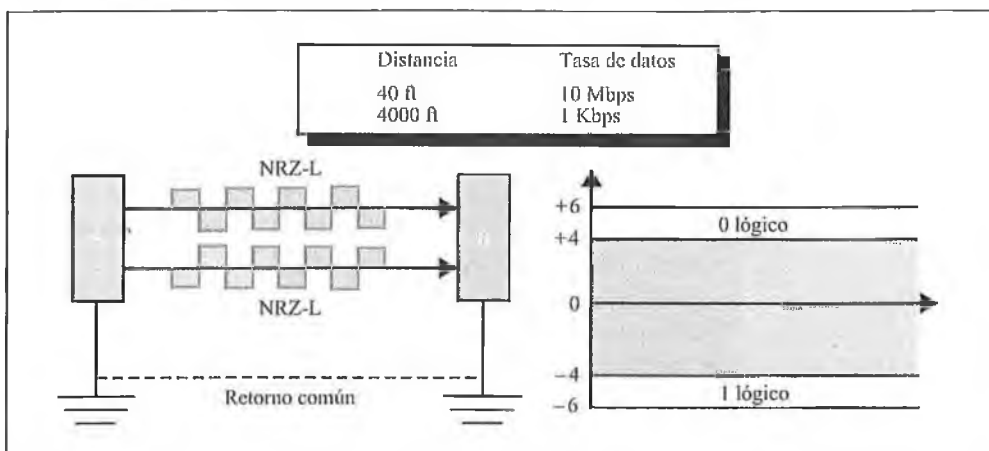 Distancia Tasa de datos
40 ft 10 Mbps
4000 ft 1 Kbps
NRZ-L
NRZ-L
Retorno común
+6
0 lógico
+4
0
−4
1 lógico
−6